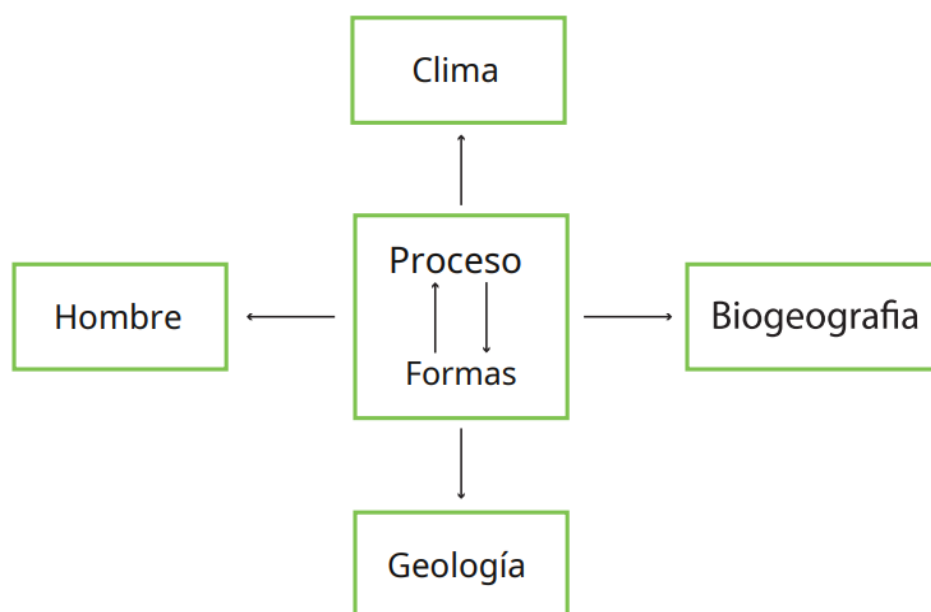 Clima
Proceso
Hombre
Biogeografia
Formas
Geología